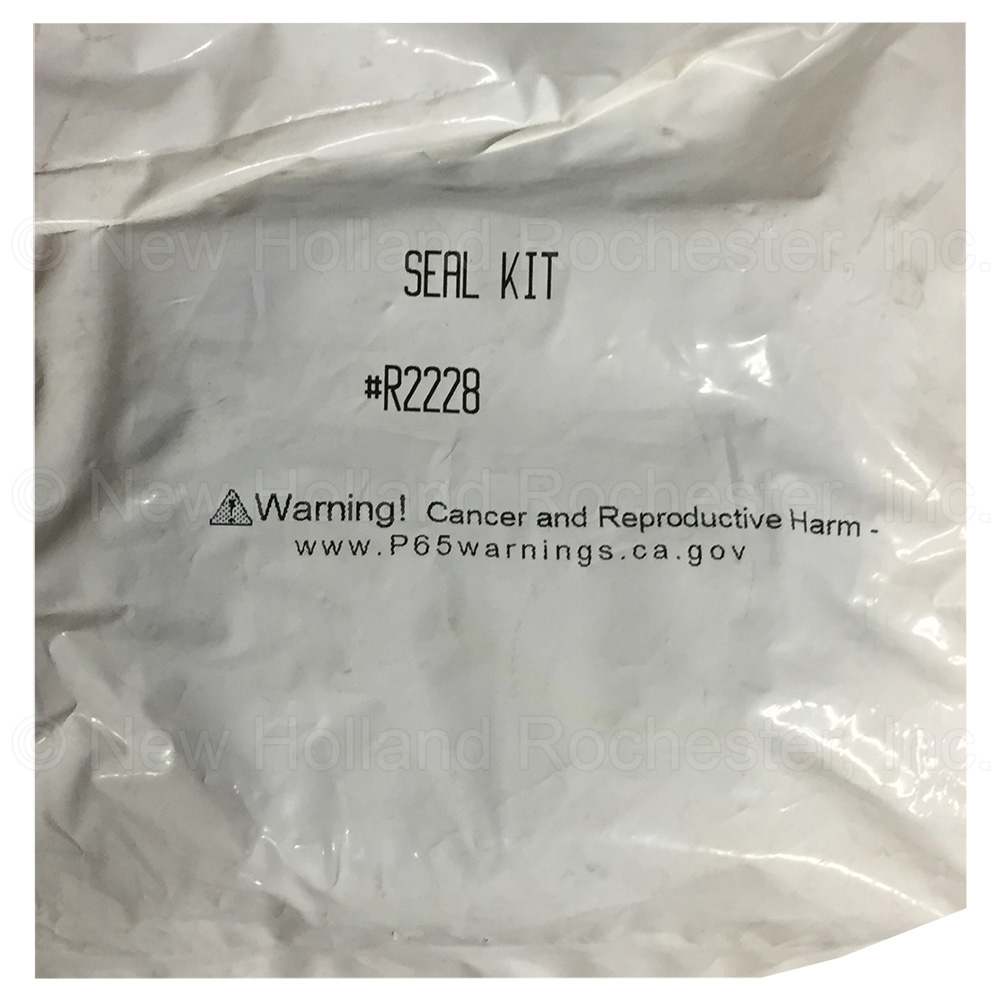 © New Holland Rochester, Inc.
SEAL KIT
#R2228
© New Holland Rochester, Inc.
Warning! Cancer and Reproductive Harm -
www.P65warnings.ca.gov
© New Holland Rochester, Inc.